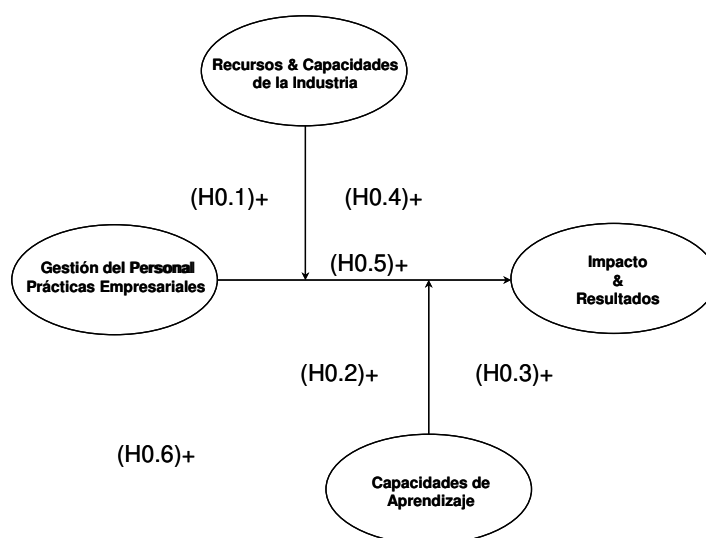 Recursos & Capacidades
de la Industria
(H0.1)+
(H0.4)+
Gestión del Personal
Prácticas Empresariales
(H0.5)+
Impacto
&
Resultados
(H0.2)+
(H0.3)+
(H0.6)+
Capacidades de
Aprendizaje